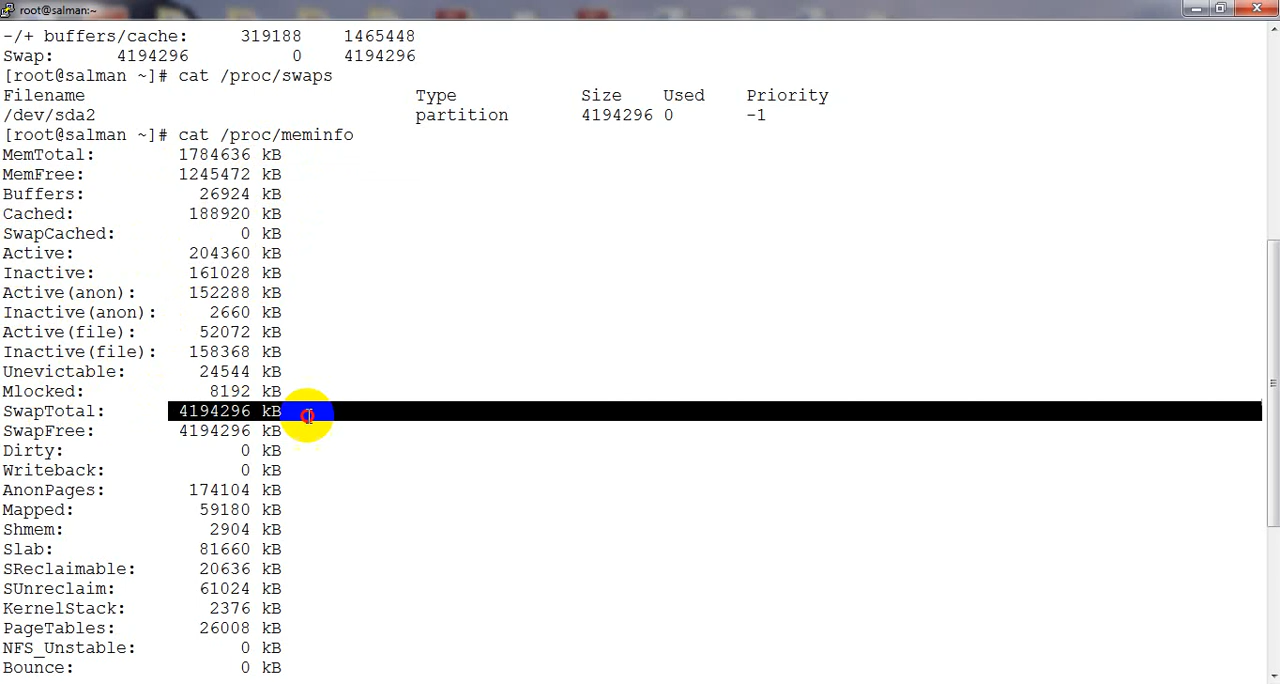 root@salman:~
-/+ buffers/cache:     319188    1465448
Swap:      4194296          0    4194296
[root@salman ~]# cat /proc/swaps
Filename                                Type            Size    Used    Priority
/dev/sda2                               partition       4194296 0       -1
[root@salman ~]# cat /proc/meminfo
MemTotal:        1784636 kB
MemFree:         1245472 kB
Buffers:           26924 kB
Cached:           188920 kB
SwapCached:            0 kB
Active:           204360 kB
Inactive:         161028 kB
Active(anon):     152288 kB
Inactive(anon):     2660 kB
Active(file):      52072 kB
Inactive(file):   158368 kB
Unevictable:       24544 kB
Mlocked:            8192 kB
SwapTotal:       4194296 kB
SwapFree:        4194296 kB
Dirty:                 0 kB
Writeback:             0 kB
AnonPages:        174104 kB
Mapped:            59180 kB
Shmem:              2904 kB
Slab:              81660 kB
SReclaimable:      20636 kB
SUnreclaim:        61024 kB
KernelStack:        2376 kB
PageTables:        26008 kB
NFS_Unstable:          0 kB
Bounce:                0 kB